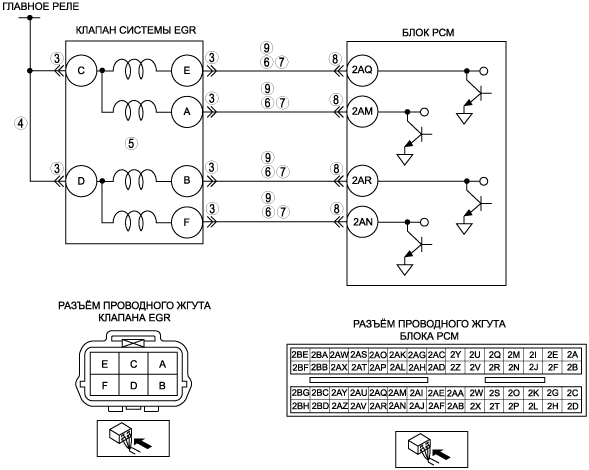 ГЛАВНОЕ РЕЛЕ
КЛАПАН СИСТЕМЫ EGR
БЛОК PCM
3 C E 3 9 6 7 8 2AQ
A 3 9 6 7 8 2AM
4
5
3 D B 3 9 6 7 8 2AR
F 3 9 6 7 8 2AN
РАЗЪЁМ ПРОВОДНОГО ЖГУТА
КЛАПАНА EGR
E C A
F D B
РАЗЪЁМ ПРОВОДНОГО ЖГУТА
БЛОКА PCM
2BE 2BA 2AW 2AS 2AO 2AK 2AG 2AC 2Y 2U 2Q 2M 2I 2E 2A
2BF 2BB 2AX 2AT 2AP 2AL 2AH 2AD 2Z 2V 2R 2N 2J 2F 2B
2BG 2BC 2AY 2AU 2AQ 2AM 2AI 2AE 2AA 2W 2S 2O 2K 2G 2C
2BH 2BD 2AZ 2AV 2AR 2AN 2AJ 2AF 2AB 2X 2T 2P 2L 2H 2D